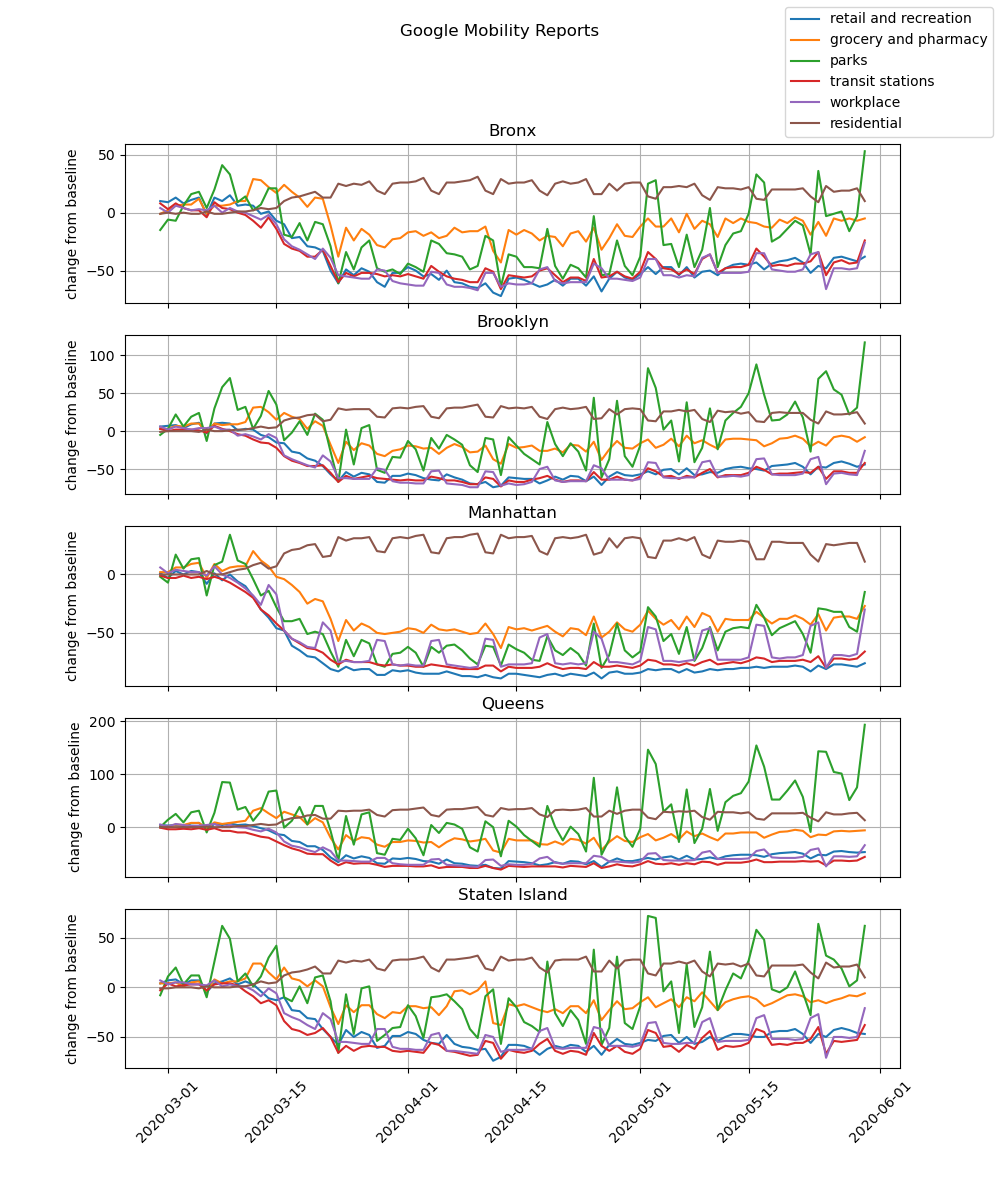 Google Mobility Reports
retail and recreation
grocery and pharmacy
parks
transit stations
workplace
residential
Bronx
change from baseline
50
0
−50
Brooklyn
change from baseline
100
50
0
−50
Manhattan
change from baseline
0
−50
Queens
change from baseline
200
100
0
Staten Island
change from baseline
50
0
−50
2020-03-01
2020-03-15
2020-04-01
2020-04-15
2020-05-01
2020-05-15
2020-06-01